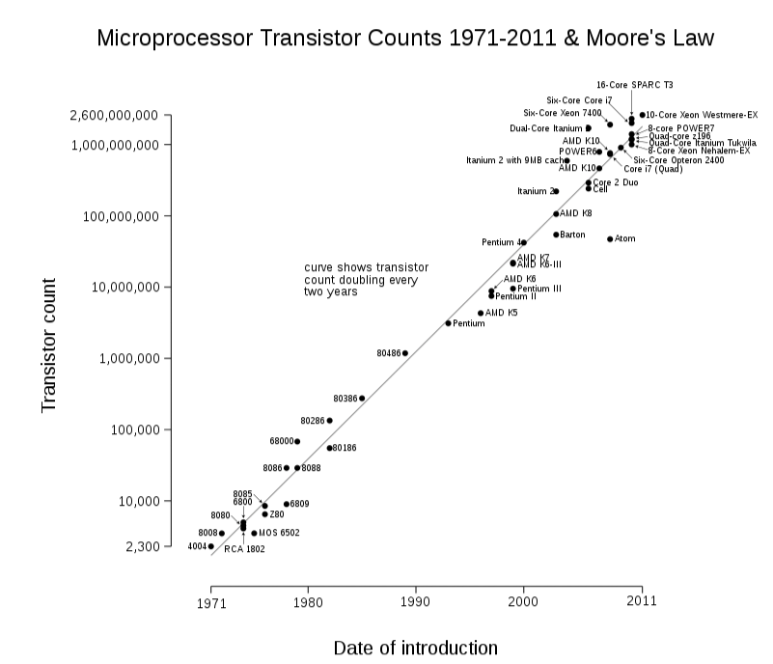 Microprocessor Transistor Counts 1971-2011 & Moore's Law
16-Core SPARC T3
Six-Core Core i7
Six-Core Xeon 7400
10-Core Xeon Westmere-EX
Dual-Core Itanium 2
8-core POWER7
Quad-core z196
AMD K10
Quad-Core Itanium Tukwila
POWER6
8-Core Xeon Nehalem-EX
Itanium 2 with 9MB cache
Six-Core Opteron 2400
AMD K10
Core i7 (Quad)
Core 2 Duo
Itanium 2
Cell
AMD K8
Pentium 4
Barton
Atom
AMD K7
AMD K6-III
curve shows transistor
count doubling every
two years
AMD K6
Pentium III
Pentium II
AMD K5
Pentium
80486
80386
80286
68000
80186
8086
8088
8085
6800
6809
8080
Z80
8008
MOS 6502
4004
RCA 1802
2,600,000,000
1,000,000,000
100,000,000
10,000,000
1,000,000
100,000
10,000
2,300
Transistor count
1971
1980
1990
2000
2011
Date of introduction